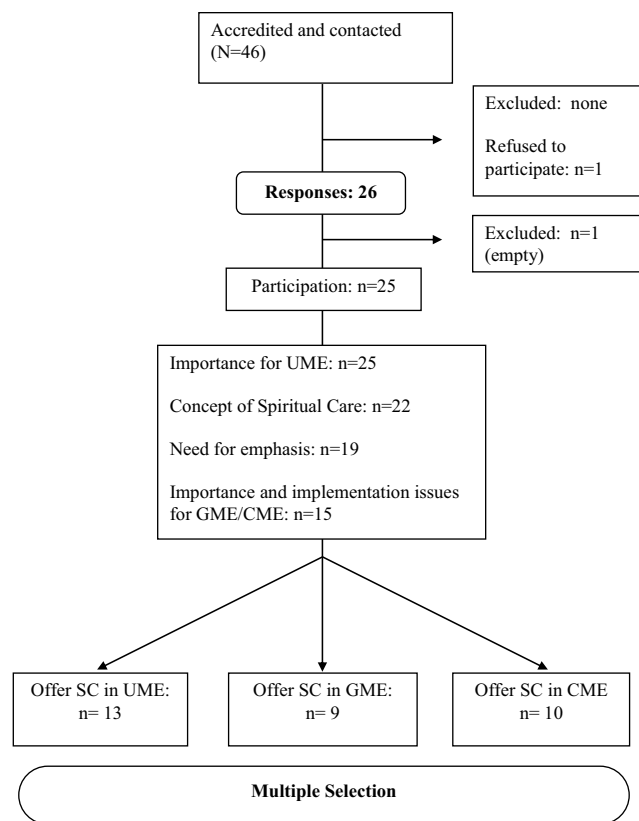 Accredited and contacted
(N=46)
Excluded: none
Refused to
participate: n=1
Responses: 26
Excluded: n=1
(empty)
Participation: n=25
Importance for UME: n=25
Concept of Spiritual Care: n=22
Need for emphasis: n=19
Importance and implementation issues
for GME/CME: n=15
Offer SC in UME:
n= 13
Offer SC in GME:
n= 9
Offer SC in CME
n= 10
Multiple Selection